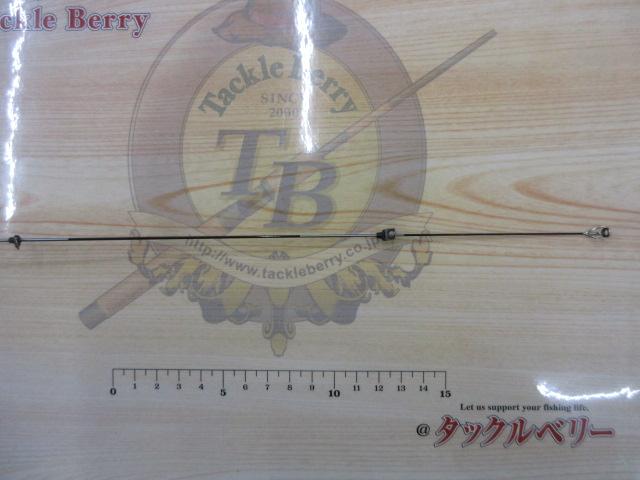 ckle Berry
Tackle Berry
SINCE
TB
http://www.tackleberry.co.jp
0 1 2 3 4 5 6 7 8 9 10 11 12 13 14 15
Let us support your fishing life.
@タックルベリー